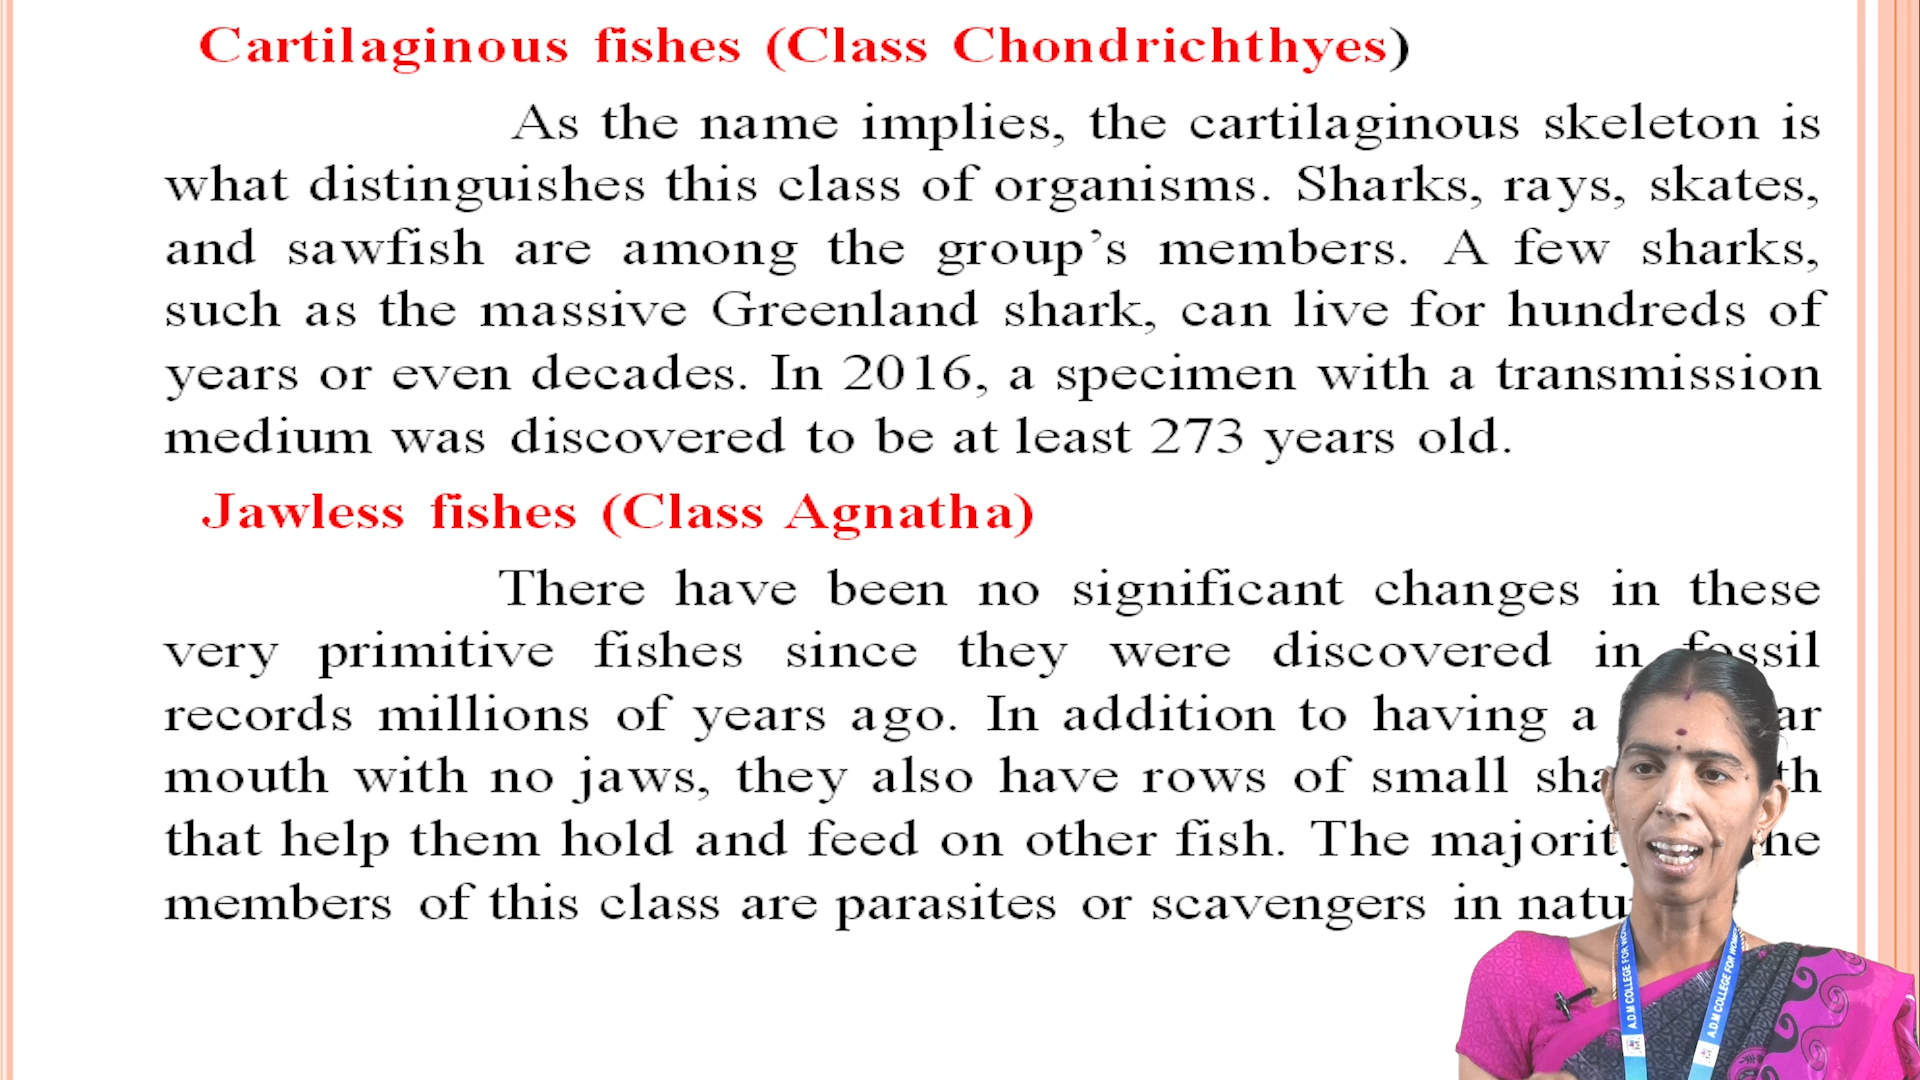 Cartilaginous fishes (Class Chondrichthyes)
As the name implies, the cartilaginous skeleton is
what distinguishes this class of organisms. Sharks, rays, skates,
and sawfish are among the group’s members. A few sharks,
such as the massive Greenland shark, can live for hundreds of
years or even decades. In 2016, a specimen with a transmission
medium was discovered to be at least 273 years old.
Jawless fishes (Class Agnatha)
There have been no significant changes in these
very primitive fishes since they were discovered in fossil
records millions of years ago. In addition to having a
mouth with no jaws, they also have rows of small
that help them hold and feed on other fish. The majority
members of this class are parasites or scavengers in
A.D.M COLLEGE FOR
A.D.M COLLEGE FOR